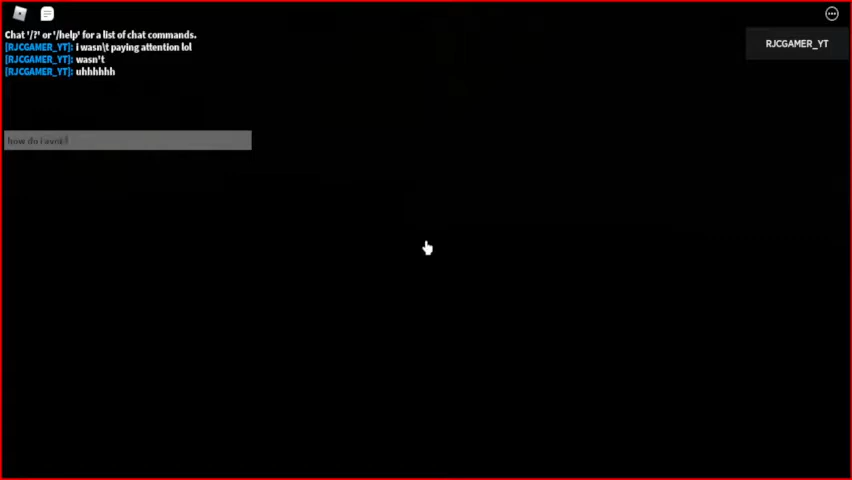 Chat '/?' or '/help' for a list of chat commands.
RJCGAMER_YT
[RJCGAMER_YT]: i wasn\t paying attention lol
[RJCGAMER_YT]: wasn't
[RJCGAMER_YT]: uhhhhhh
how do i